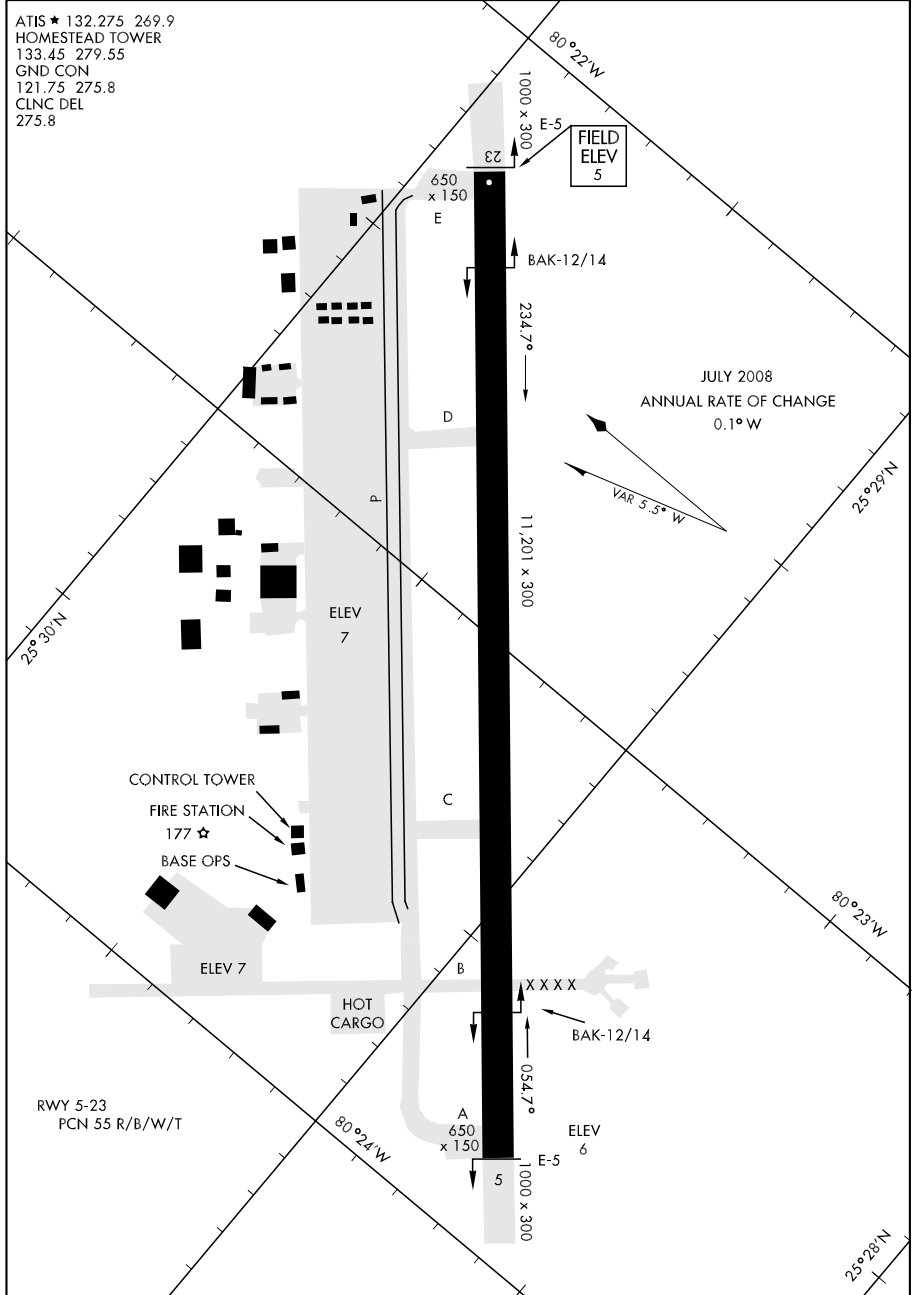 ATIS ★ 132.275 269.9
HOMESTEAD TOWER
133.45 279.55
GND CON
121.75 275.8
CLNC DEL
275.8
80°22'W
1000 x 300
E-5
FIELD
ELEV
5
23
650
x 150
E
BAK-12/14
234.7°
JULY 2008
ANNUAL RATE OF CHANGE
0.1° W
D
VAR 5.5° W
25°29'N
P
11,201 x 300
ELEV
7
25°30'N
CONTROL TOWER
FIRE STATION
177
BASE OPS
C
80°23'W
ELEV 7
B
X X X X
HOT
CARGO
BAK-12/14
054.7°
RWY 5-23
PCN 55 R/B/W/T
80°24'W
A
650
x 150
ELEV
6
E-5
5
1000 x 300
25°28'N